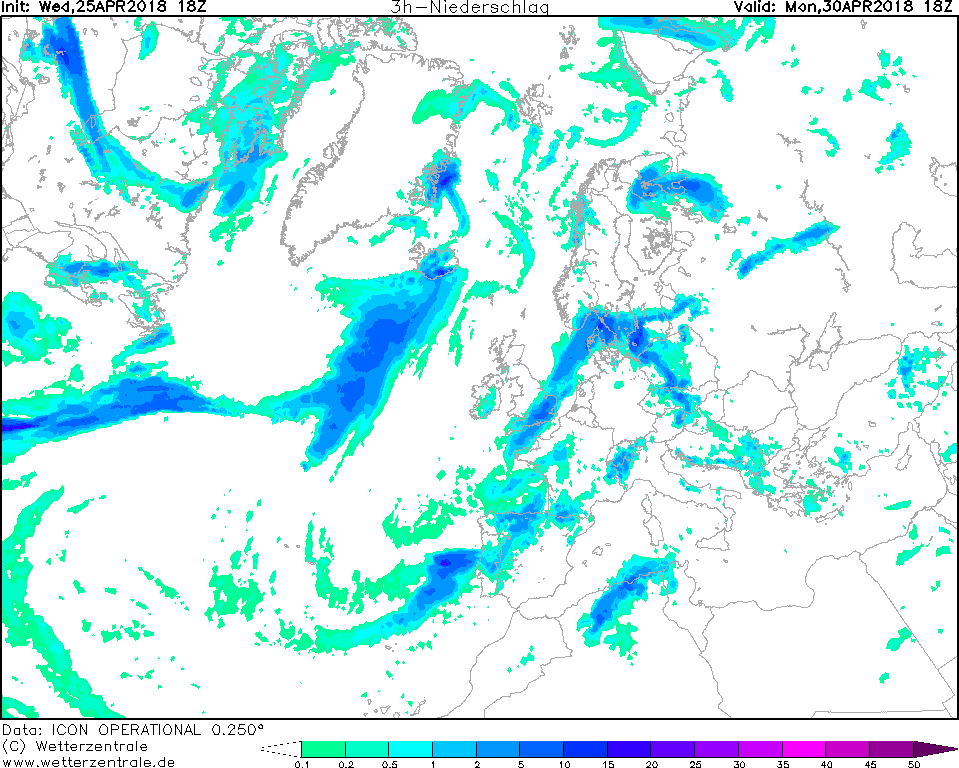 Init: Wed,25APR2018 18Z 3h-Niederschlag Valid: Mon,30APR2018 18Z
Data: ICON OPERATIONAL 0.250°
(C) Wetterzentrale
www.wetterzentrale.de
0.1 0.2 0.5 1 2 5 10 15 20 25 30 35 40 45 50